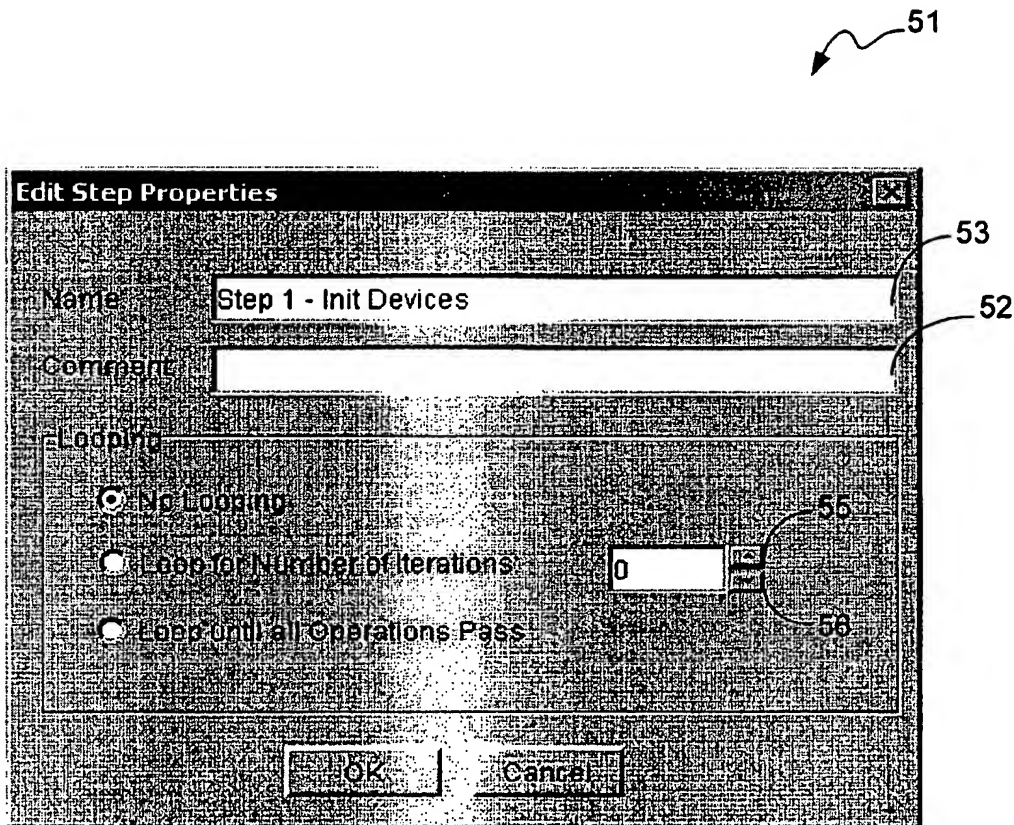 51
Edit Step Properties
53
Name Step 1 - Init Devices
52
Comment
Looping
No Looping
55
Loop for Number of Iterations 0
56
Loop until all Operations Pass
OK Cancel